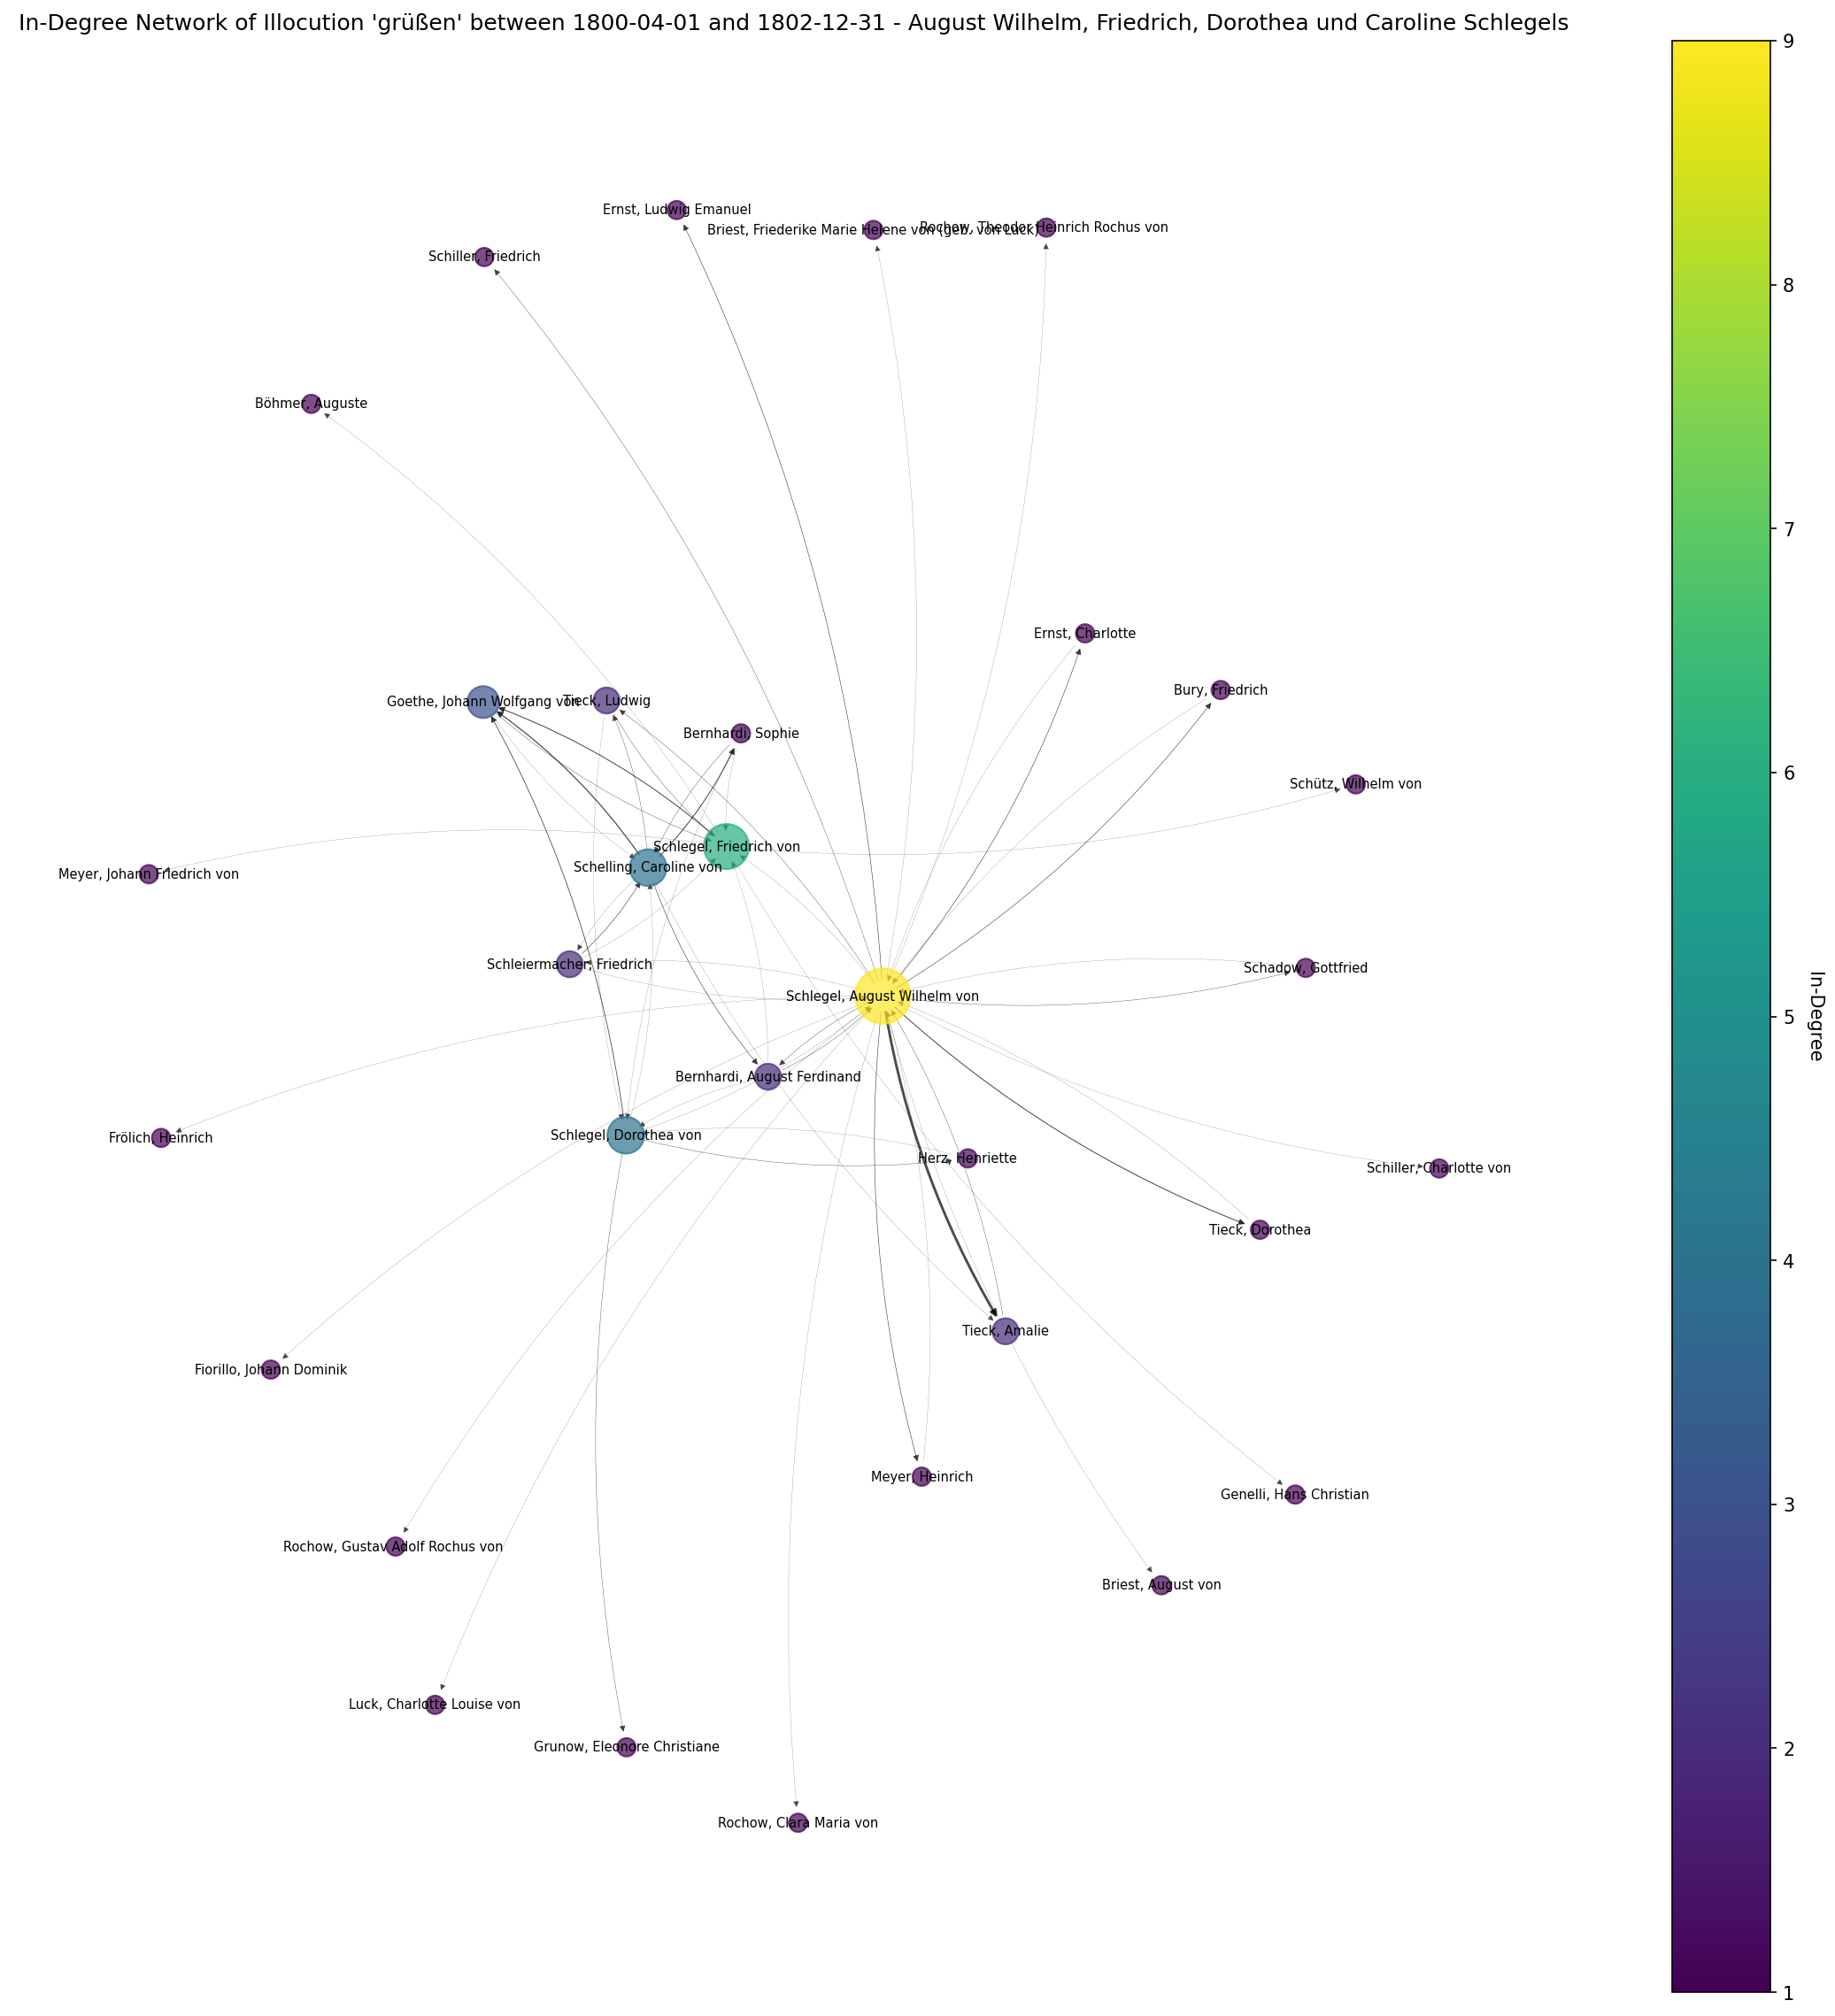 In-Degree Network of Illocution 'grüßen' between 1800-04-01 and 1802-12-31 - August Wilhelm, Friedrich, Dorothea und Caroline Schlegels
Ernst, Ludwig Emanuel
Briest, Friederike Marie Helene von (geb. von Luck)
Rochow, Theodor Heinrich Rochus von
Schiller, Friedrich
Böhmer, Auguste
Ernst, Charlotte
Bury, Friedrich
Goethe, Johann Wolfgang von
Tieck, Ludwig
Bernhardi, Sophie
Schütz, Wilhelm von
Schlegel, Friedrich von
Schelling, Caroline von
Meyer, Johann Friedrich von
Schleiermacher, Friedrich
Schadow, Gottfried
Schlegel, August Wilhelm von
Bernhardi, August Ferdinand
Schlegel, Dorothea von
Frölich, Heinrich
Herz, Henriette
Schiller, Charlotte von
Tieck, Dorothea
Tieck, Amalie
Fiorillo, Johann Dominik
Meyer, Heinrich
Genelli, Hans Christian
Rochow, Gustav Adolf Rochus von
Briest, August von
Luck, Charlotte Louise von
Grunow, Eleonore Christiane
Rochow, Clara Maria von
9
8
7
6
5
4
3
2
1
In-Degree